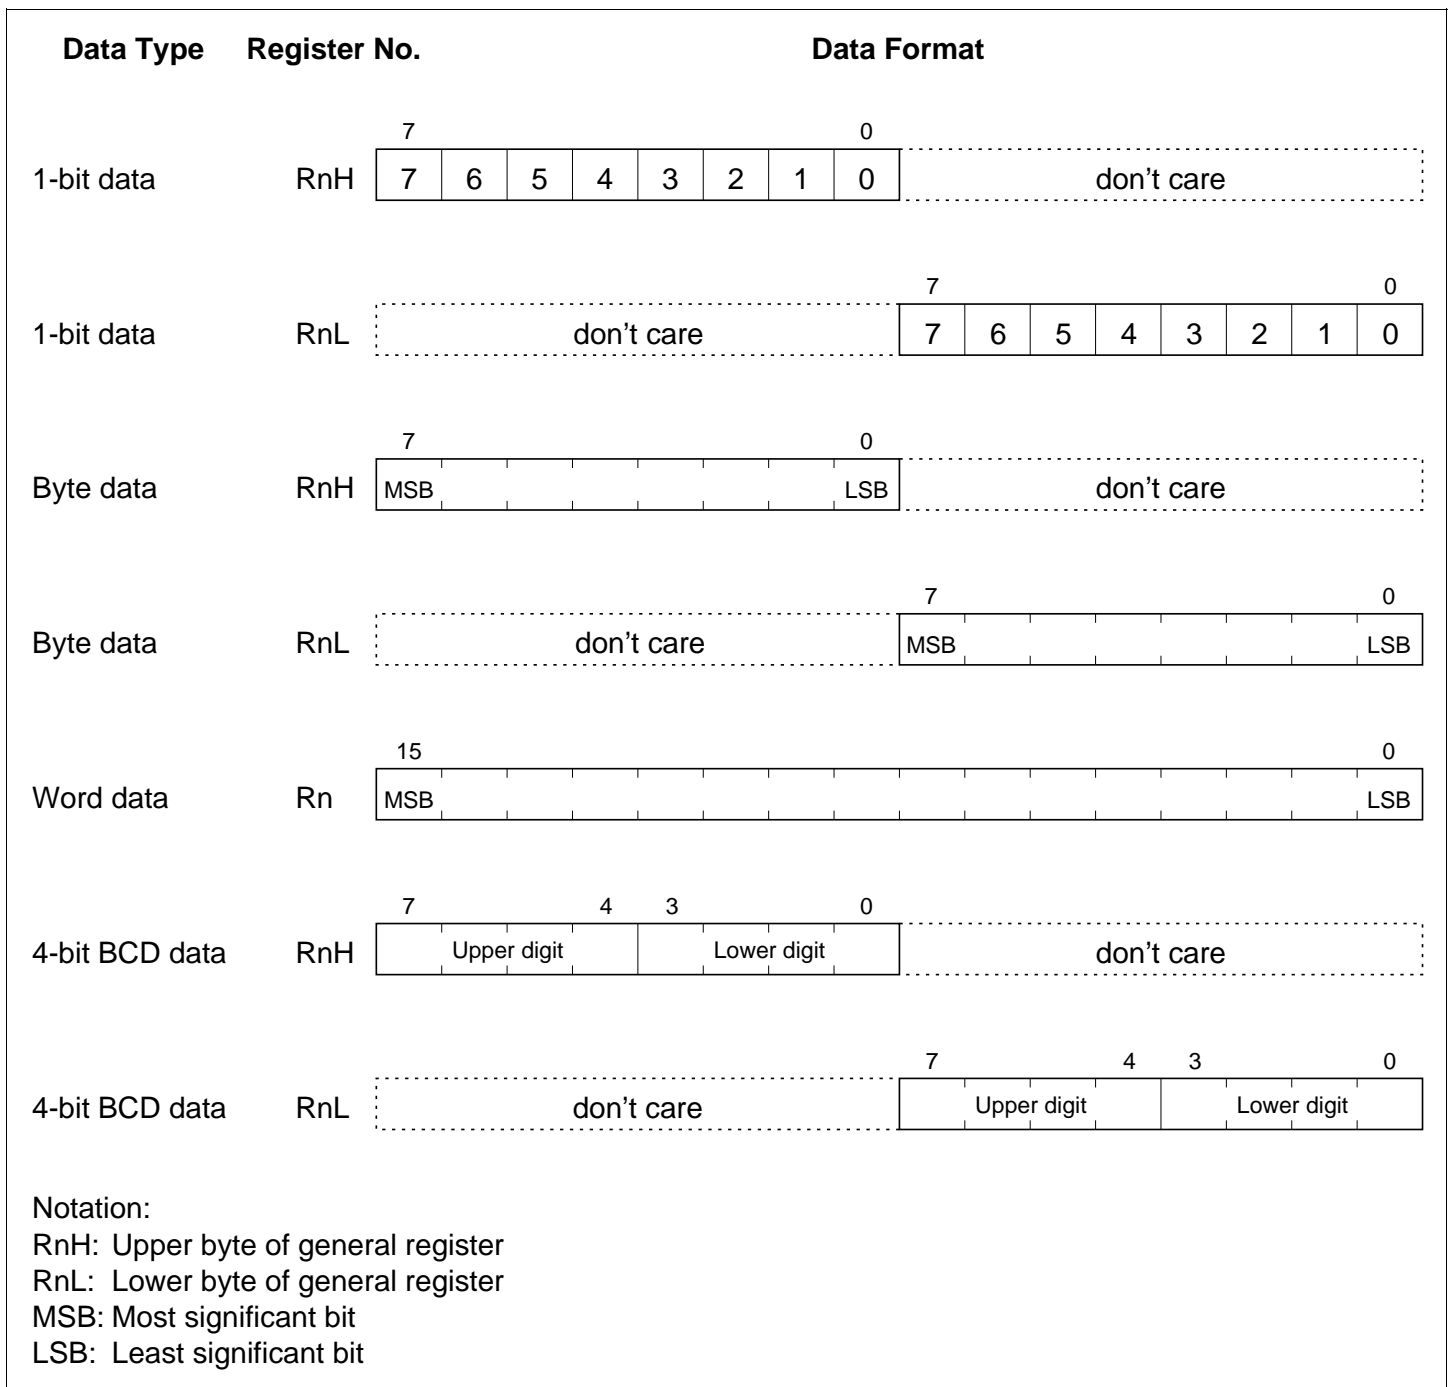 Data Type Register No. Data Format
7 0
1-bit data RnH 7 6 5 4 3 2 1 0 don't care
7 0
1-bit data RnL don't care 7 6 5 4 3 2 1 0
7 0
Byte data RnH MSB LSB don't care
7 0
Byte data RnL don't care MSB LSB
15 0
Word data Rn MSB LSB
7 4 3 0
4-bit BCD data RnH Upper digit Lower digit don't care
7 4 3 0
4-bit BCD data RnL don't care Upper digit Lower digit
Notation:
RnH: Upper byte of general register
RnL: Lower byte of general register
MSB: Most significant bit
LSB: Least significant bit